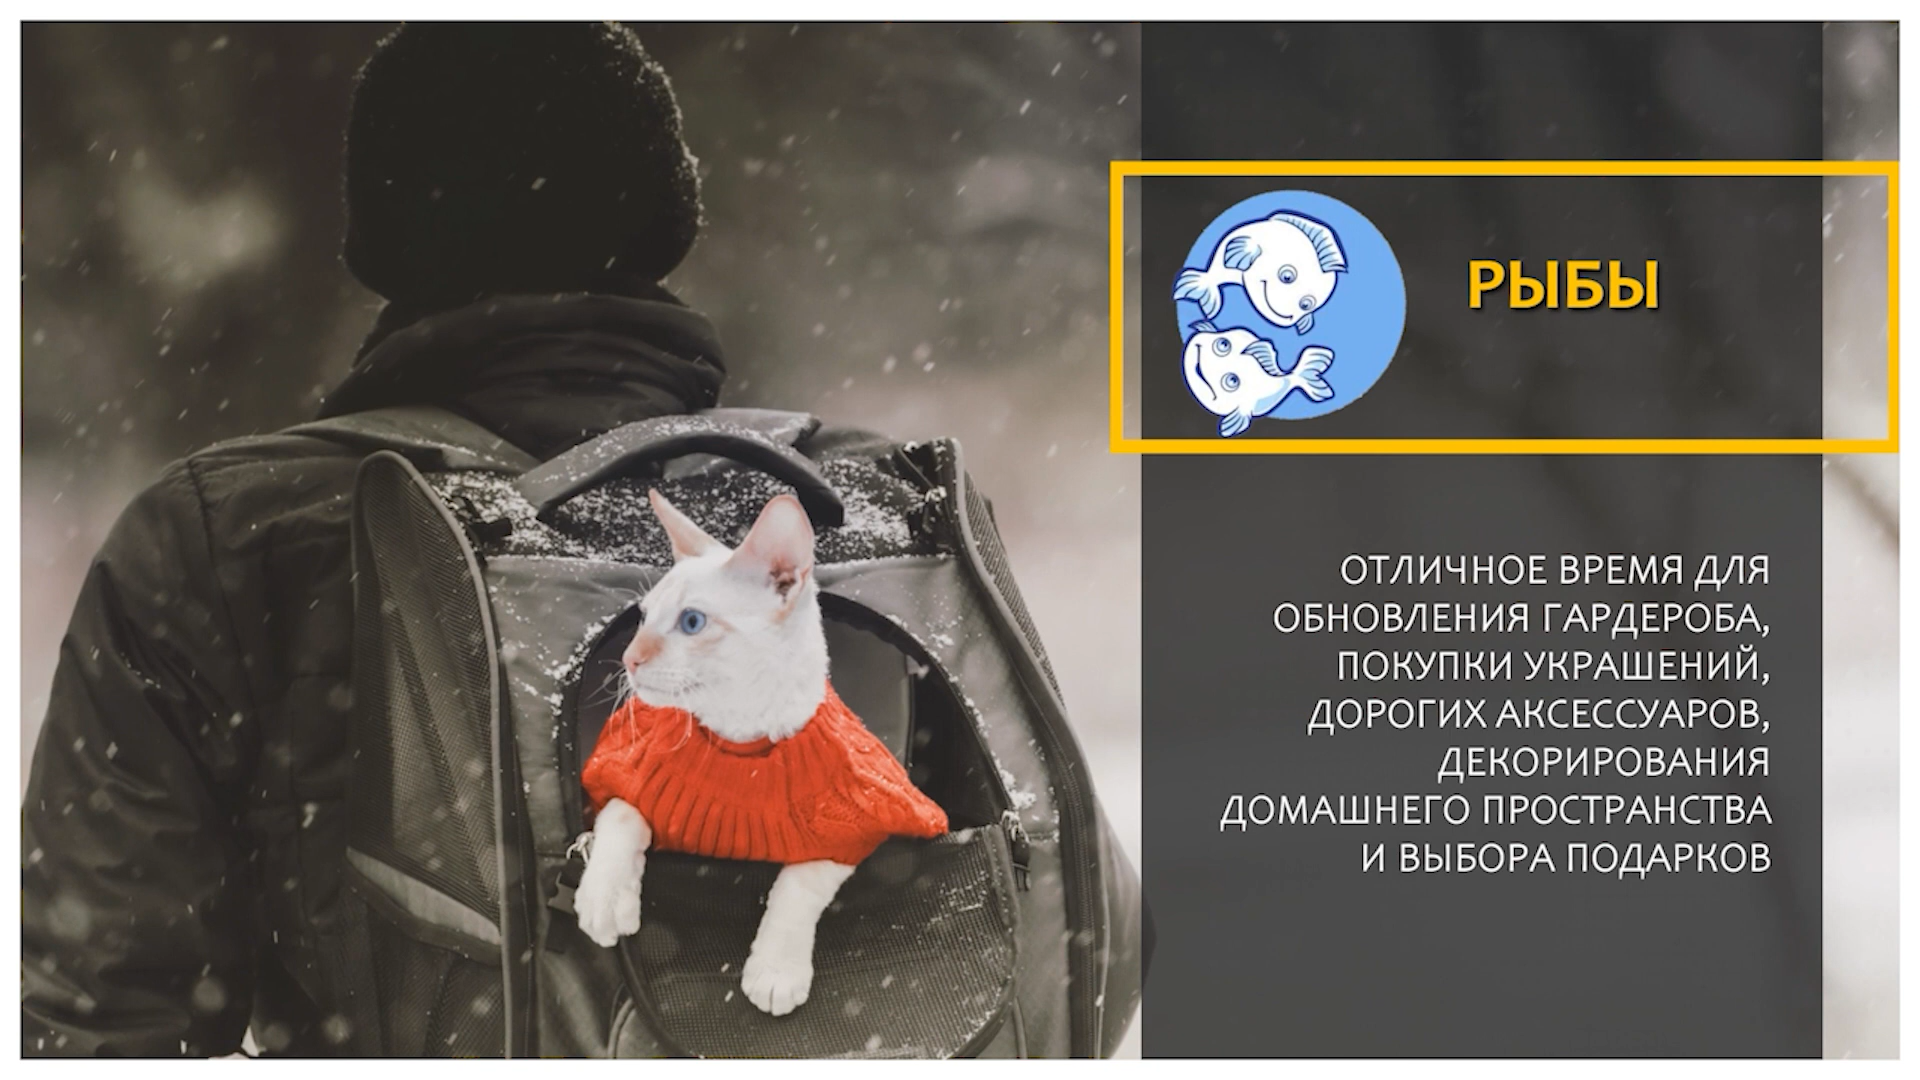 РЫБЫ
ОТЛИЧНОЕ ВРЕМЯ ДЛЯ
ОБНОВЛЕНИЯ ГАРДЕРОБА,
ПОКУПКИ УКРАШЕНИЙ,
ДОРОГИХ АКСЕССУАРОВ,
ДЕКОРИРОВАНИЯ
ДОМАШНЕГО ПРОСТРАНСТВА
И ВЫБОРА ПОДАРКОВ